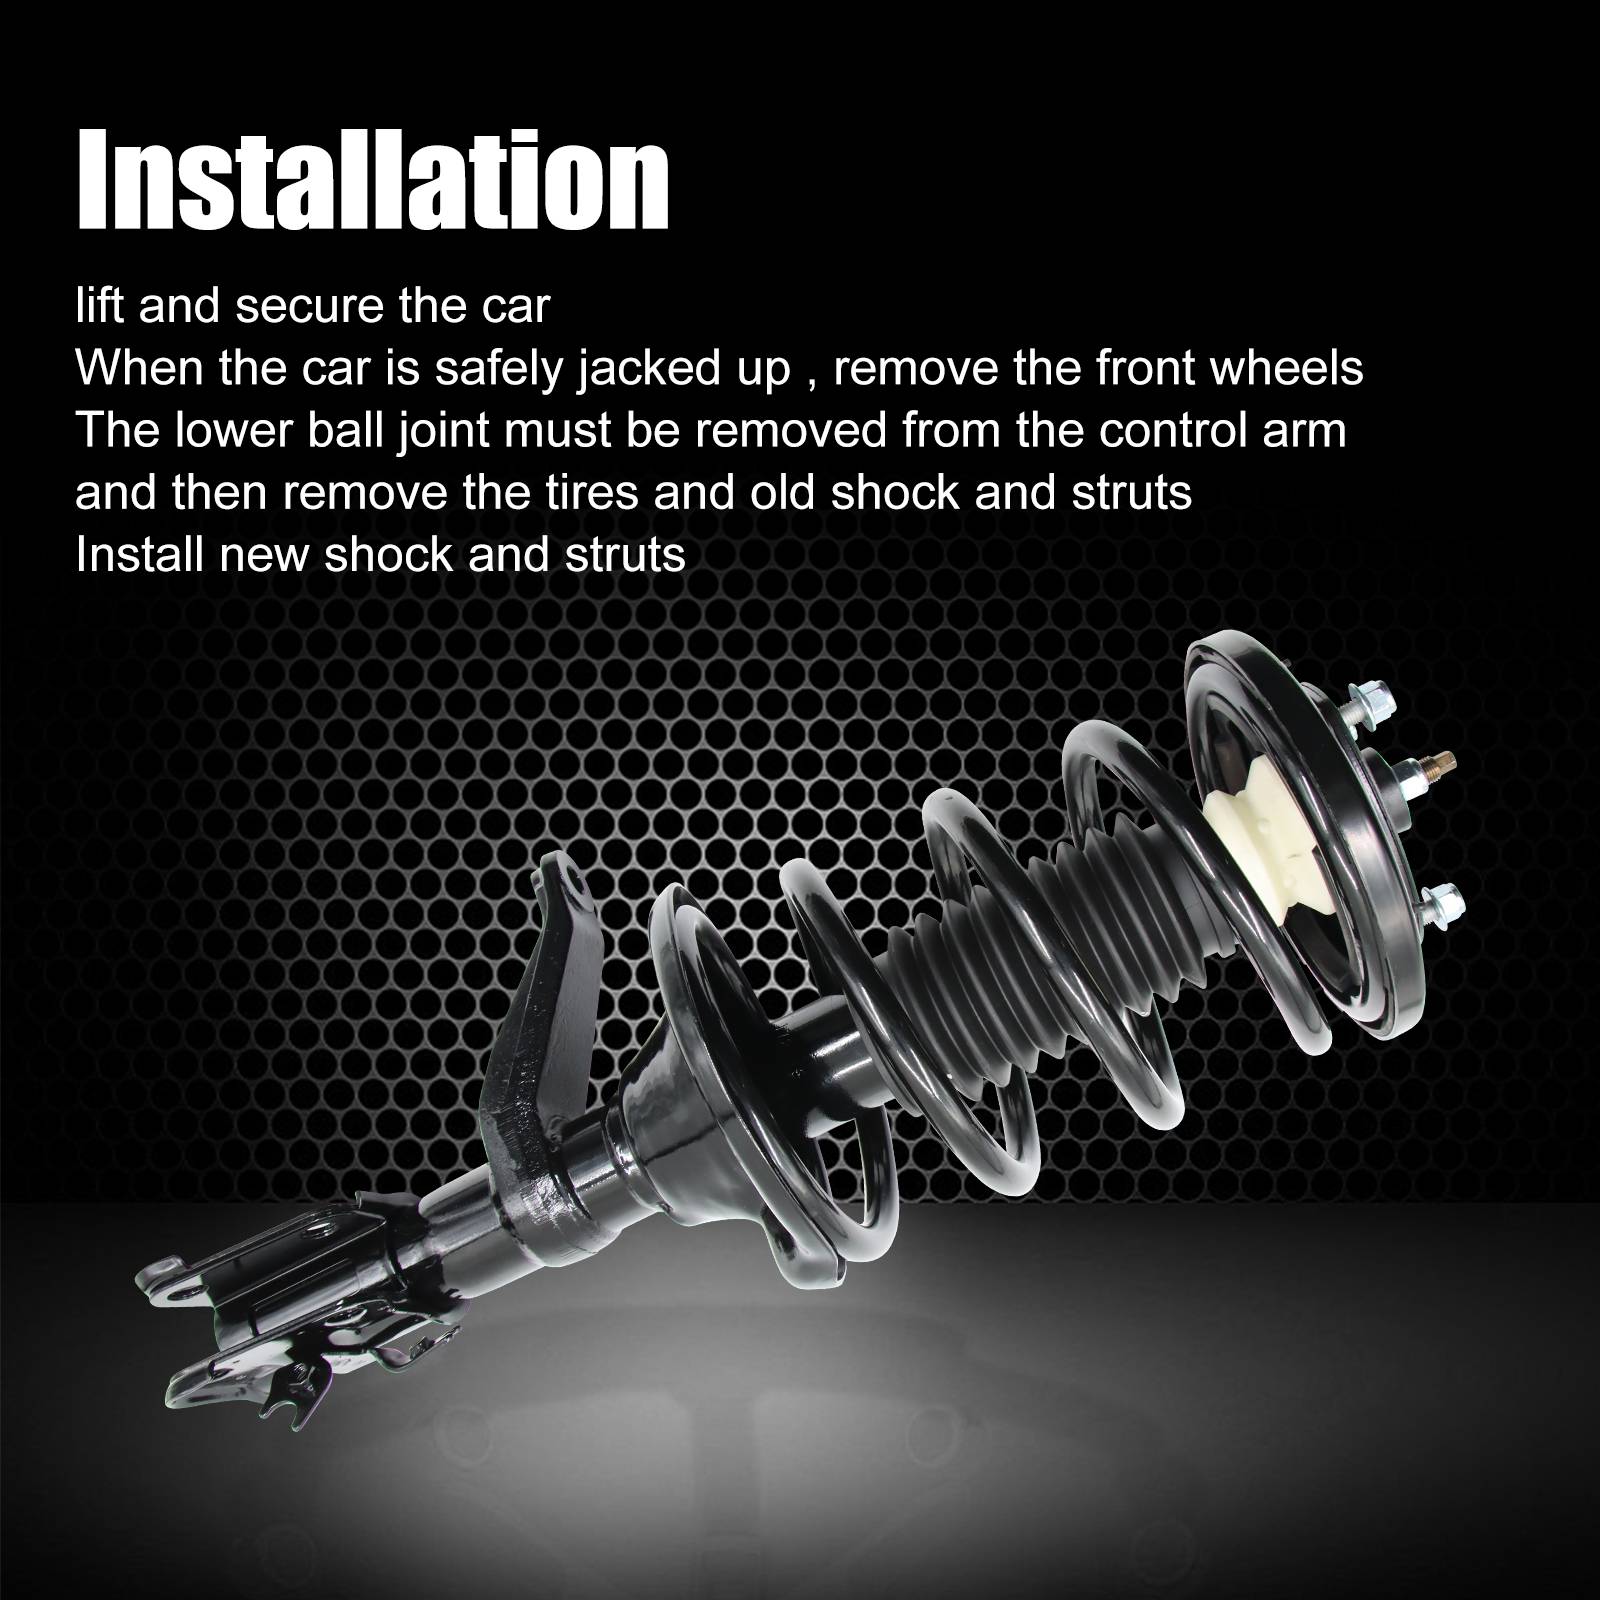 Installation
lift and secure the car
When the car is safely jacked up , remove the front wheels
The lower ball joint must be removed from the control arm
and then remove the tires and old shock and struts
Install new shock and struts